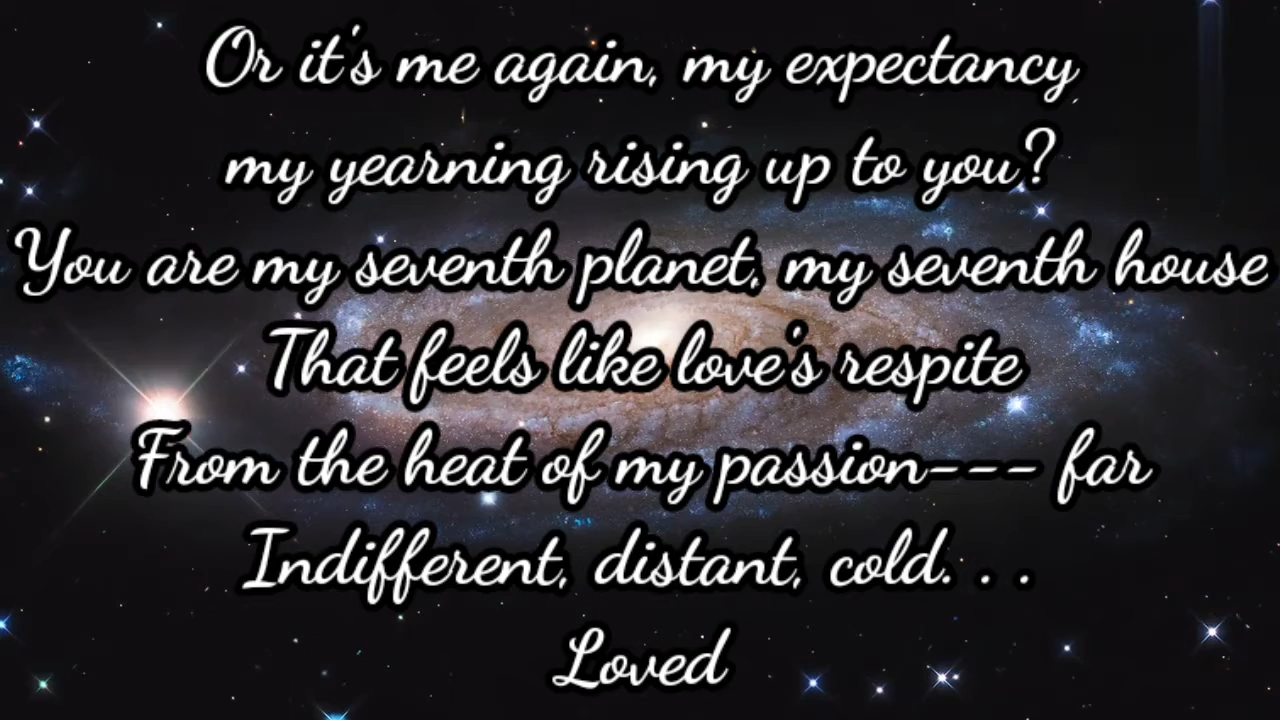 Or it's me again, my expectancy
my yearning rising up to you?
You are my seventh planet, my seventh house
That feels like love's respite
From the heat of my passion--- far
Indifferent, distant, cold. . .
Loved